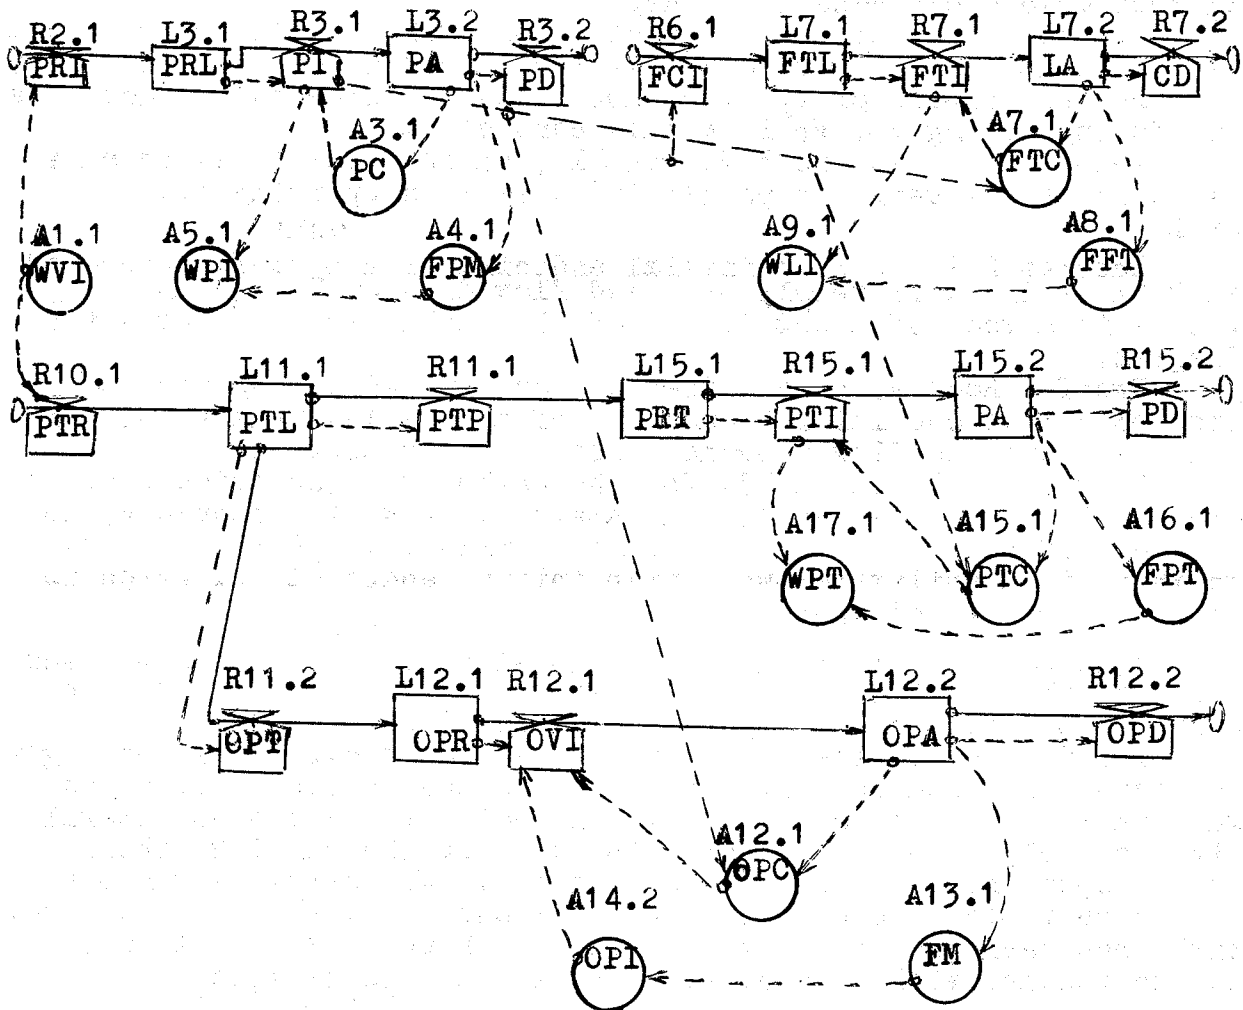 R2.1 L3.1 R3.1 L3.2 R3.2 R6.1 L7.1 R7.1 L7.2 R7.2
PRL PRL PI PA PD FCI FTL FTI LA CD
A3.1 A7.1
PC FTC
A1.1 A5.1 A4.1 A9.1 A8.1
WVI WPI FPM WLI FFT
R10.1 L11.1 R11.1 L15.1 R15.1 L15.2 R15.2
PTR PTL PTP PRT PTI PA PD
A17.1 A15.1 A16.1
WPT PTC FPT
R11.2 L12.1 R12.1 L12.2 R12.2
OPT OPR OVI OPA OPD
A12.1
OPC
A14.2 A13.1
OPI FM